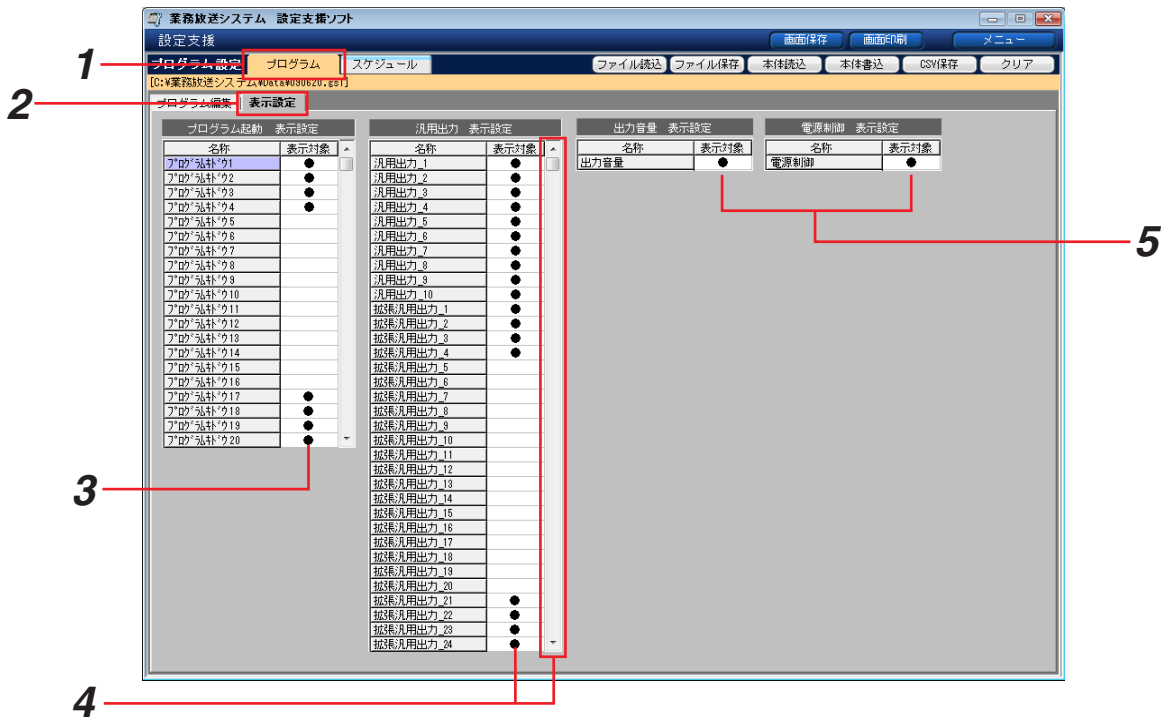 業務放送システム 設定支援ソフト
設定支援 画面保存 画面印刷 メニュー
1
プログラム設定 プログラム スケジュール ファイル読込 ファイル保存 本体読込 本体書込 CSV保存 クリア
[C:¥業務放送システム¥Data¥090620.gsf]
2
プログラム編集 表示設定
プログラム起動 表示設定 汎用出力 表示設定 出力音量 表示設定 電源制御 表示設定
名称 表示対象 名称 表示対象 名称 表示対象 名称 表示対象
ﾌﾟﾛｸﾞﾗﾑｷﾄﾞｳ1 ● 汎用出力_1 ● 出力音量 ● 電源制御 ●
ﾌﾟﾛｸﾞﾗﾑｷﾄﾞｳ2 ● 汎用出力_2 ●
ﾌﾟﾛｸﾞﾗﾑｷﾄﾞｳ3 ● 汎用出力_3 ●
ﾌﾟﾛｸﾞﾗﾑｷﾄﾞｳ4 ● 汎用出力_4 ●
ﾌﾟﾛｸﾞﾗﾑｷﾄﾞｳ5 汎用出力_5 ●
ﾌﾟﾛｸﾞﾗﾑｷﾄﾞｳ6 汎用出力_6 ●
ﾌﾟﾛｸﾞﾗﾑｷﾄﾞｳ7 汎用出力_7 ●
5
ﾌﾟﾛｸﾞﾗﾑｷﾄﾞｳ8 汎用出力_8 ●
ﾌﾟﾛｸﾞﾗﾑｷﾄﾞｳ9 汎用出力_9 ●
ﾌﾟﾛｸﾞﾗﾑｷﾄﾞｳ10 汎用出力_10 ●
ﾌﾟﾛｸﾞﾗﾑｷﾄﾞｳ11 拡張汎用出力_1 ●
ﾌﾟﾛｸﾞﾗﾑｷﾄﾞｳ12 拡張汎用出力_2 ●
ﾌﾟﾛｸﾞﾗﾑｷﾄﾞｳ13 拡張汎用出力_3 ●
ﾌﾟﾛｸﾞﾗﾑｷﾄﾞｳ14 拡張汎用出力_4 ●
ﾌﾟﾛｸﾞﾗﾑｷﾄﾞｳ15 拡張汎用出力_5
ﾌﾟﾛｸﾞﾗﾑｷﾄﾞｳ16 拡張汎用出力_6
ﾌﾟﾛｸﾞﾗﾑｷﾄﾞｳ17 ● 拡張汎用出力_7
ﾌﾟﾛｸﾞﾗﾑｷﾄﾞｳ18 ● 拡張汎用出力_8
ﾌﾟﾛｸﾞﾗﾑｷﾄﾞｳ19 ● 拡張汎用出力_9
ﾌﾟﾛｸﾞﾗﾑｷﾄﾞｳ20 ● 拡張汎用出力_10
拡張汎用出力_11
拡張汎用出力_12
3
拡張汎用出力_13
拡張汎用出力_14
拡張汎用出力_15
拡張汎用出力_16
拡張汎用出力_17
拡張汎用出力_18
拡張汎用出力_19
拡張汎用出力_20
拡張汎用出力_21 ●
拡張汎用出力_22 ●
拡張汎用出力_23 ●
拡張汎用出力_24 ●
4